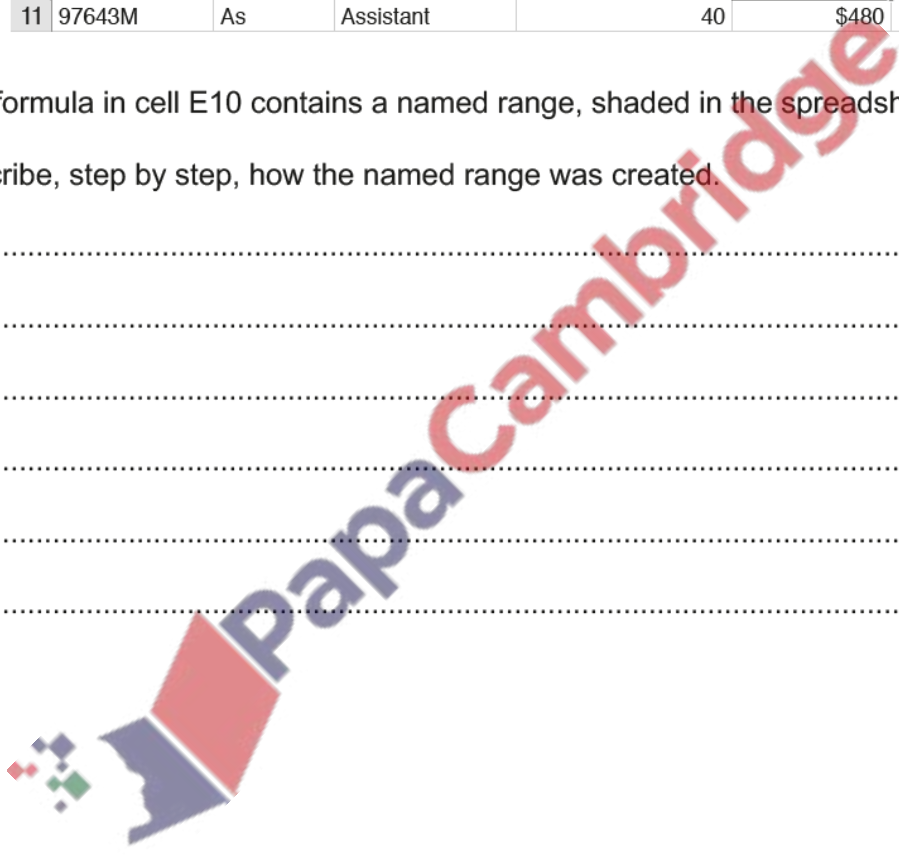 11 97643M As Assistant 40 $480
formula in cell E10 contains a named range, shaded in the spreadsh
cribe, step by step, how the named range was created.
PapaCambridge